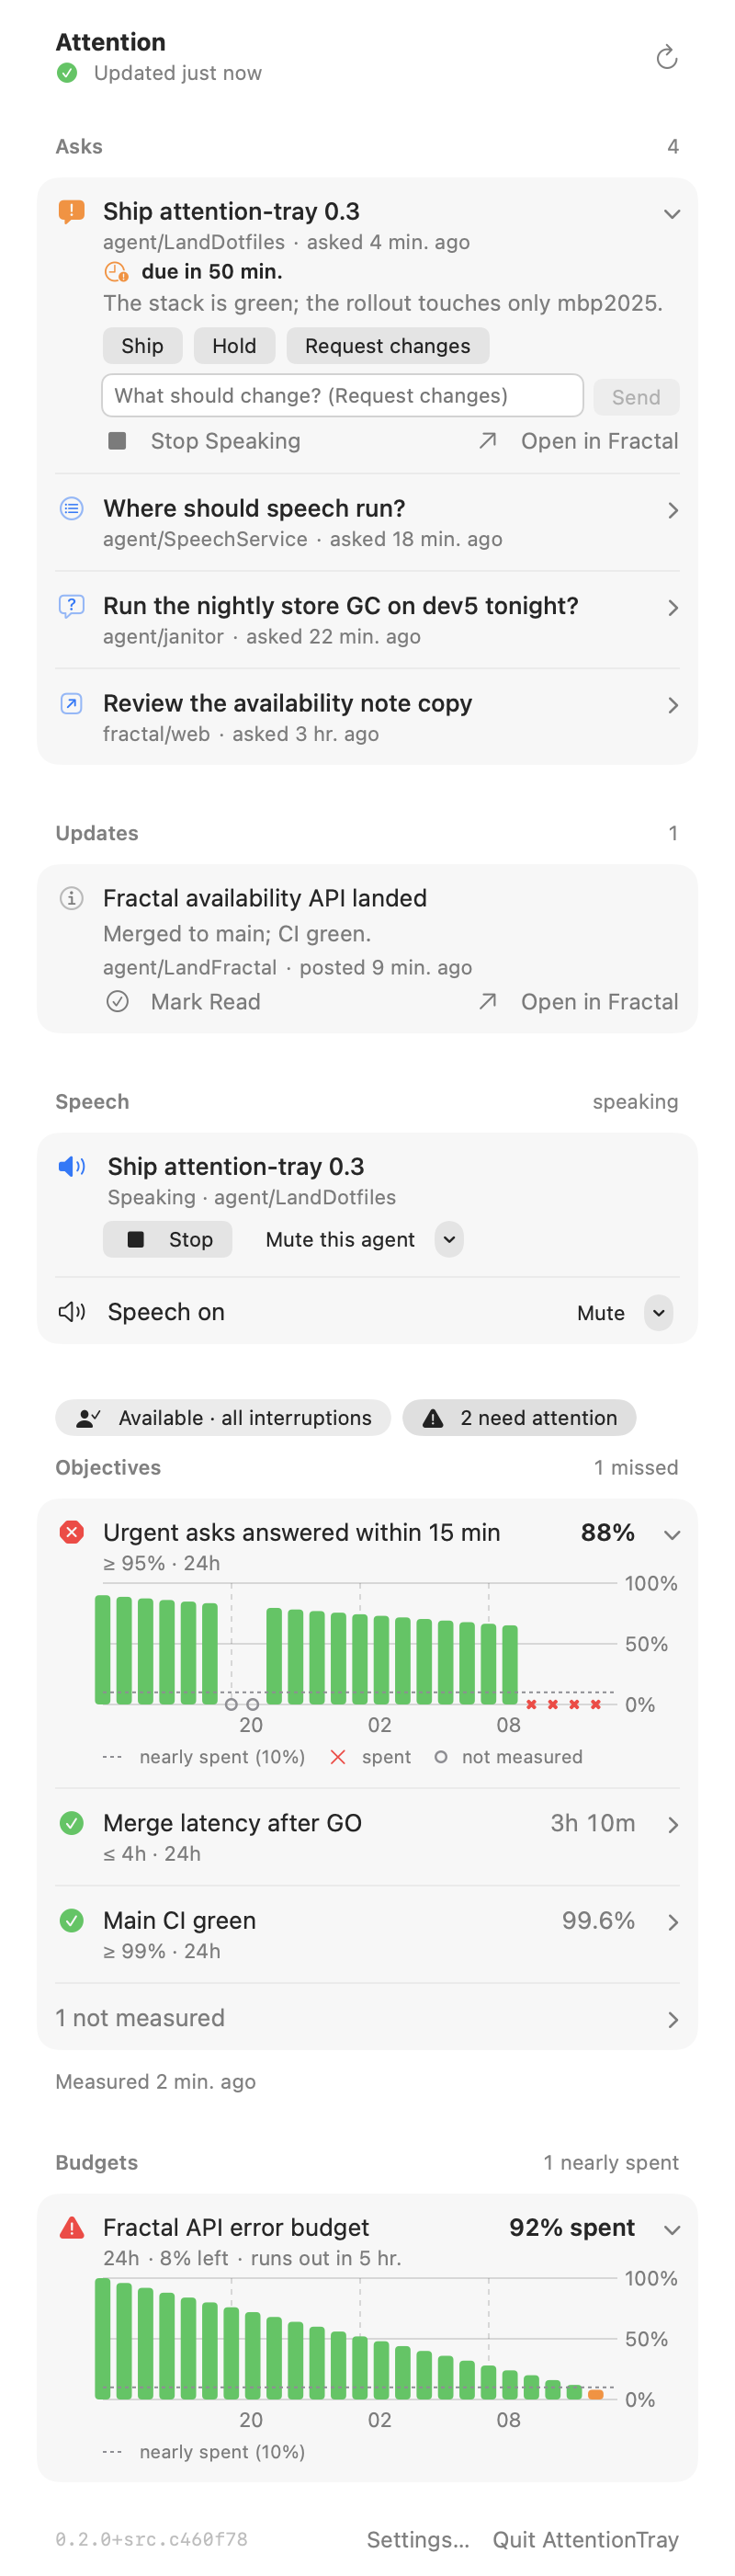 Attention
Updated just now
Asks 4
Ship attention-tray 0.3
agent/LandDotfiles · asked 4 min. ago
due in 50 min.
The stack is green; the rollout touches only mbp2025.
Ship Hold Request changes
What should change? (Request changes) Send
Stop Speaking Open in Fractal
Where should speech run?
agent/SpeechService · asked 18 min. ago
Run the nightly store GC on dev5 tonight?
agent/janitor · asked 22 min. ago
Review the availability note copy
fractal/web · asked 3 hr. ago
Updates 1
Fractal availability API landed
Merged to main; CI green.
agent/LandFractal · posted 9 min. ago
Mark Read Open in Fractal
Speech speaking
Ship attention-tray 0.3
Speaking · agent/LandDotfiles
Stop Mute this agent
Speech on Mute
Available · all interruptions 2 need attention
Objectives 1 missed
Urgent asks answered within 15 min 88%
≥ 95% · 24h
100%
50%
0%
20 02 08
nearly spent (10%) spent not measured
Merge latency after GO 3h 10m
≤ 4h · 24h
Main CI green 99.6%
≥ 99% · 24h
1 not measured
Measured 2 min. ago
Budgets 1 nearly spent
Fractal API error budget 92% spent
24h · 8% left · runs out in 5 hr.
100%
50%
0%
20 02 08
nearly spent (10%)
0.2.0+src.c460f78 Settings... Quit AttentionTray